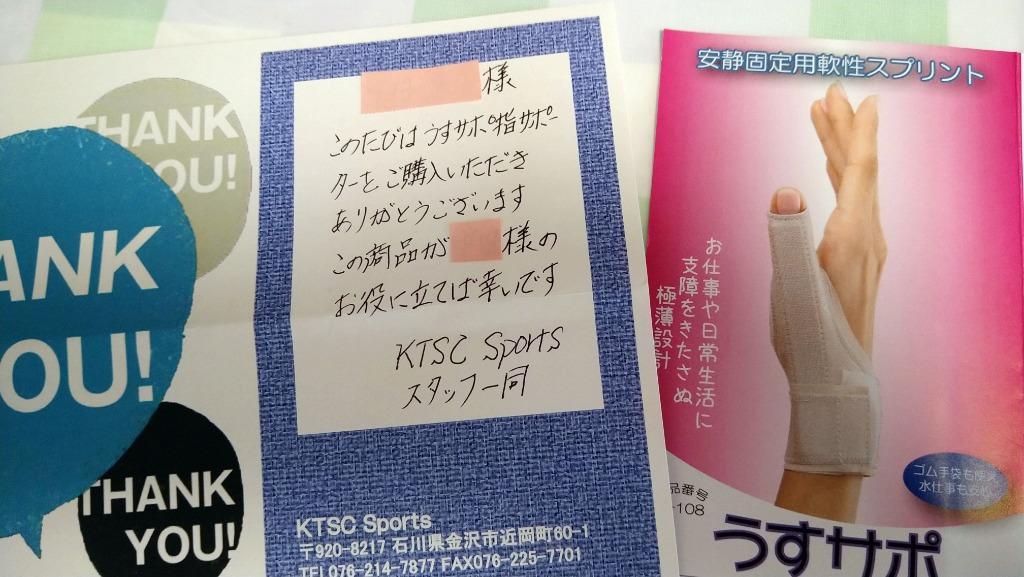 THANK
YOU!
ANK
OU!
THANK
YOU!
様
このたびは うすサポ指サポー
ターを ご購入いただき
ありがとうございます
この商品が 様の
お役に立てば幸いです
KTSC Sports
スタッフ一同
KTSC Sports
〒920-8217 石川県金沢市近岡町60-1
TEL076-214-7877 FAX076-225-7701
安静固定用軟性スプリント
お仕事や日常生活に
支障をきたさぬ
極薄設計
ゴム手袋も使え
水仕事も安心
品番号
-108
うすサポ